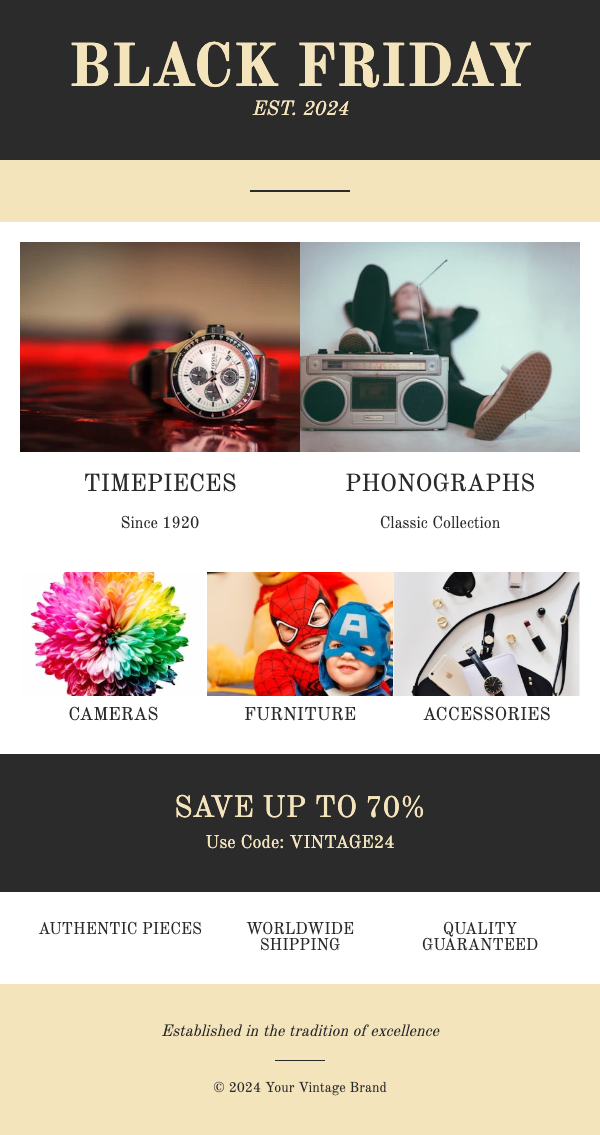 BLACK FRIDAY
EST. 2024
TIMEPIECES
PHONOGRAPHS
Since 1920
Classic Collection
A
CAMERAS
FURNITURE
ACCESSORIES
SAVE UP TO 70%
Use Code: VINTAGE24
AUTHENTIC PIECES
WORLDWIDE
SHIPPING
QUALITY
GUARANTEED
Established in the tradition of excellence
© 2024 Your Vintage Brand